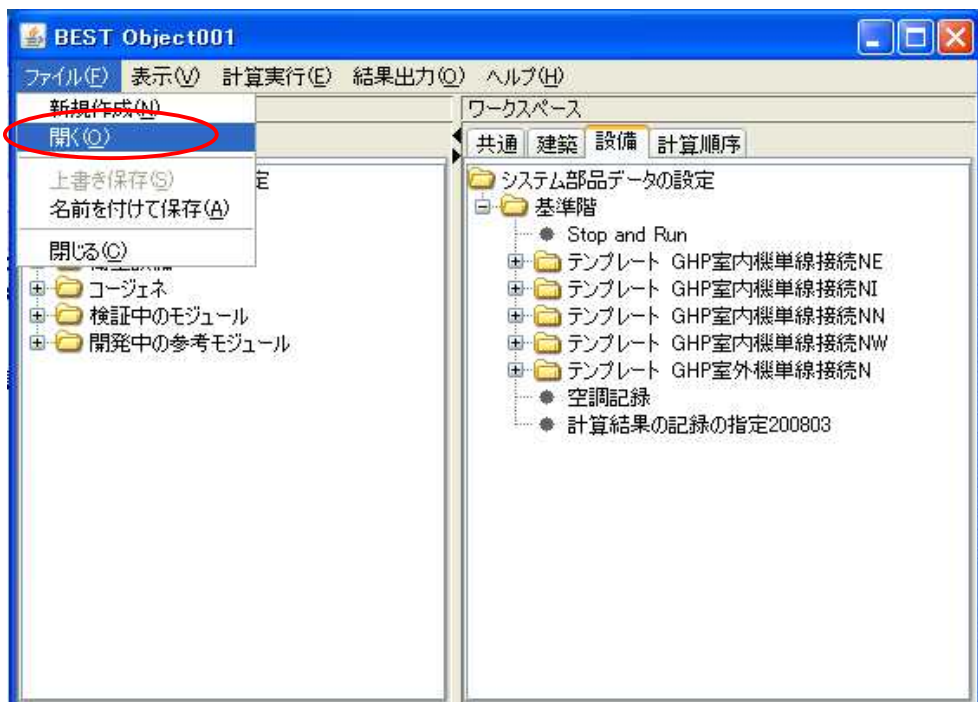 BEST Object001
ファイル(F) 表示(V) 計算実行(E) 結果出力(O) ヘルプ(H)
新規作成(N)
開く(O)
上書き保存(S)
名前を付けて保存(A)
閉じる(C)
定
コージェネ
検証中のモジュール
開発中の参考モジュール
ワークスペース
共通 建築 設備 計算順序
システム部品データの設定
基準階
Stop and Run
テンプレート GHP室内機単線接続NE
テンプレート GHP室内機単線接続NI
テンプレート GHP室内機単線接続NN
テンプレート GHP室内機単線接続NW
テンプレート GHP室外機単線接続N
空調記録
計算結果の記録の指定200803